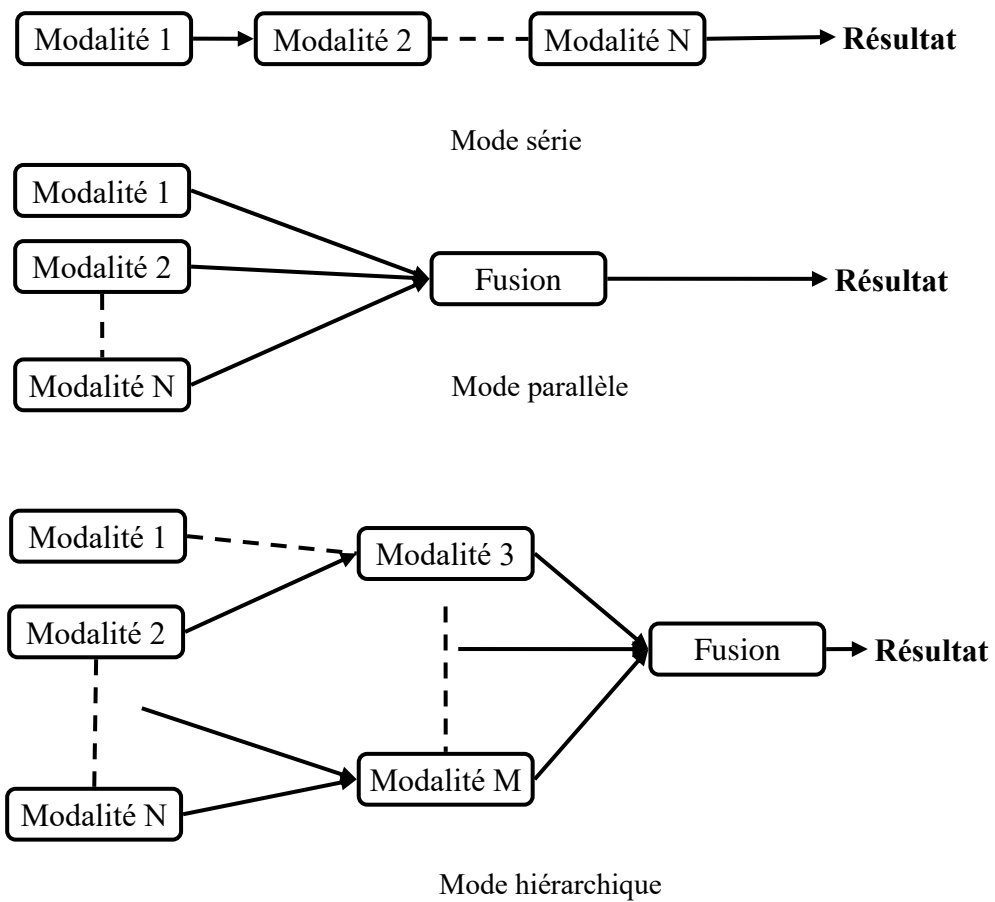 Modalité 1
Modalité 2
Modalité N
Résultat
Mode série
Modalité 1
Modalité 2
Modalité N
Fusion
Résultat
Mode parallèle
Modalité 1
Modalité 2
Modalité N
Modalité 3
Modalité M
Fusion
Résultat
Mode hiérarchique